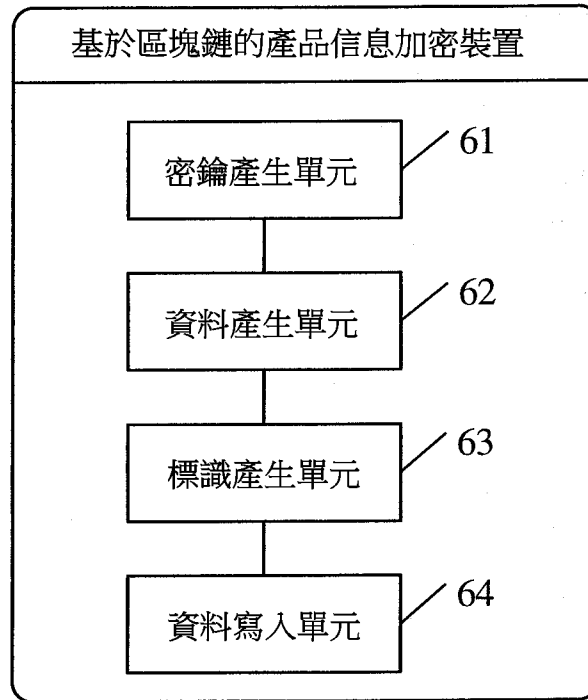 基於區塊鏈的產品信息加密裝置
密鑰產生單元
61
資料產生單元
62
標識產生單元
63
資料寫入單元
64